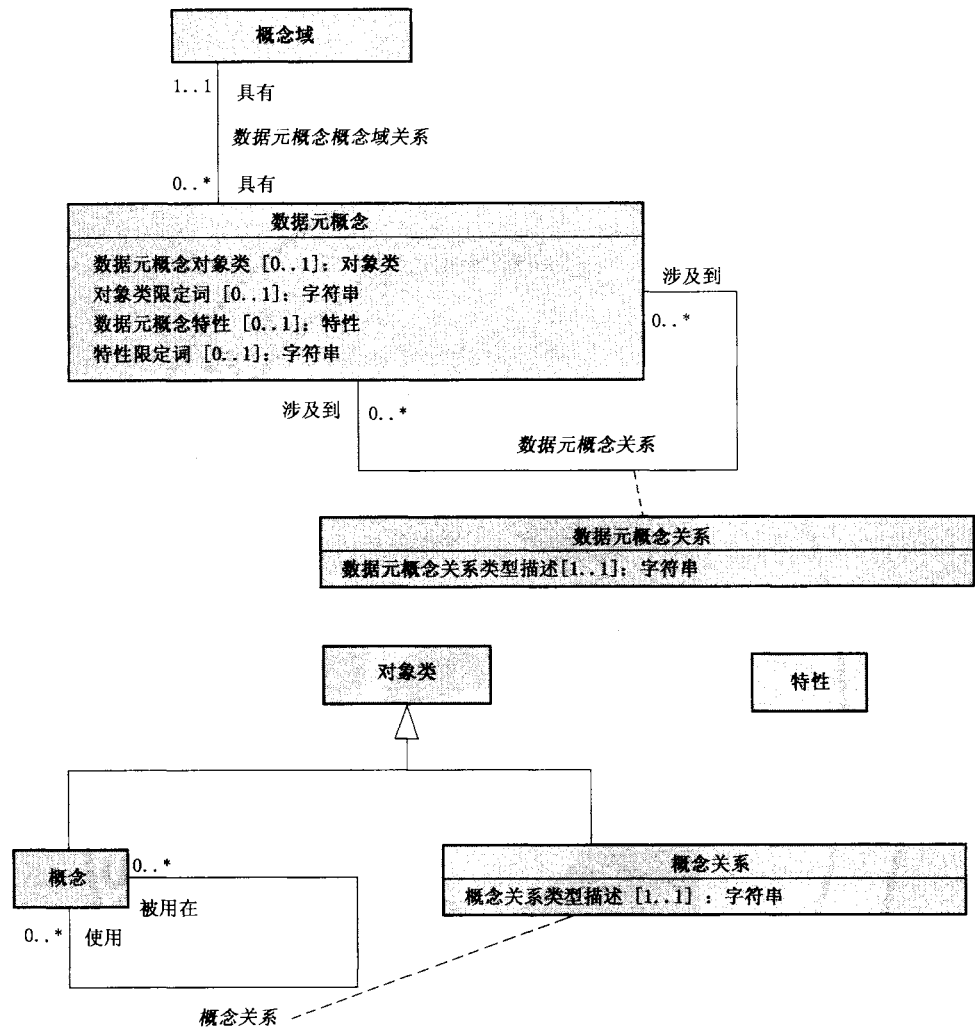 概念域
1..1
具有
数据元概念概念域关系
0..*
具有
数据元概念
数据元概念对象类 [0..1]：对象类
对象类限定词 [0..1]：字符串
数据元概念特性 [0..1]：特性
特性限定词 [0..1]：字符串
涉及到
0..*
涉及到
0..*
数据元概念关系
数据元概念关系
数据元概念关系类型描述[1..1]：字符串
对象类
特性
概念
0..*
被用在
0..*
使用
概念关系
概念关系类型描述 [1..1] ：字符串
概念关系